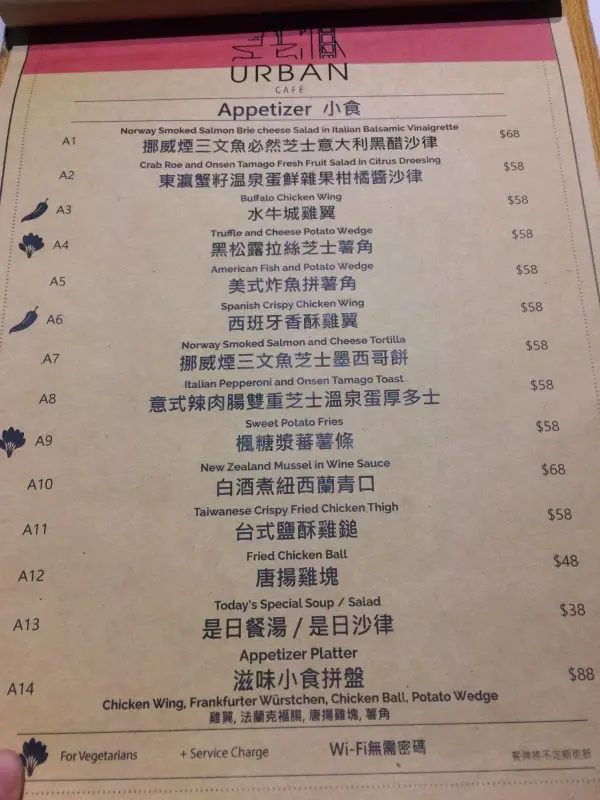 URBAN
CAFE
Appetizer 小食
Norway Smoked Salmon Brie cheese Salad in Italian Balsamic Vinaigrette
A1 挪威煙三文魚必然芝士意大利黑醋沙律 $68
Crab Roe and Onsen Tamago Fresh Fruit Salad in Citrus Dreesing
A2 東瀛蟹籽溫泉蛋鮮雜果柑橘醬沙律 $58
Buffalo Chicken Wing
A3 水牛城雞翼 $58
Truffle and Cheese Potato Wedge
A4 黑松露拉絲芝士薯角 $58
American Fish and Potato Wedge
A5 美式炸魚拼薯角 $58
Spanish Crispy Chicken Wing
A6 西班牙香酥雞翼 $58
Norway Smoked Salmon and Cheese Tortilla
A7 挪威煙三文魚芝士墨西哥餅 $58
Italian Pepperoni and Onsen Tamago Toast
A8 意式辣肉腸雙重芝士溫泉蛋厚多士 $58
Sweet Potato Fries
A9 楓糖漿蕃薯條 $58
New Zealand Mussel in Wine Sauce
A10 白酒煮紐西蘭青口 $68
Taiwanese Crispy Fried Chicken Thigh
A11 台式鹽酥雞鎚 $58
Fried Chicken Ball
A12 唐揚雞塊 $48
Today's Special Soup / Salad
A13 是日餐湯 / 是日沙律 $38
Appetizer Platter
A14 滋味小食拼盤 $88
Chicken Wing, Frankfurter Würstchen, Chicken Ball, Potato Wedge
雞翼, 法蘭克福腸, 唐揚雞塊, 薯角
For Vegetarians + Service Charge Wi-Fi無需密碼 餐牌將不定期更新